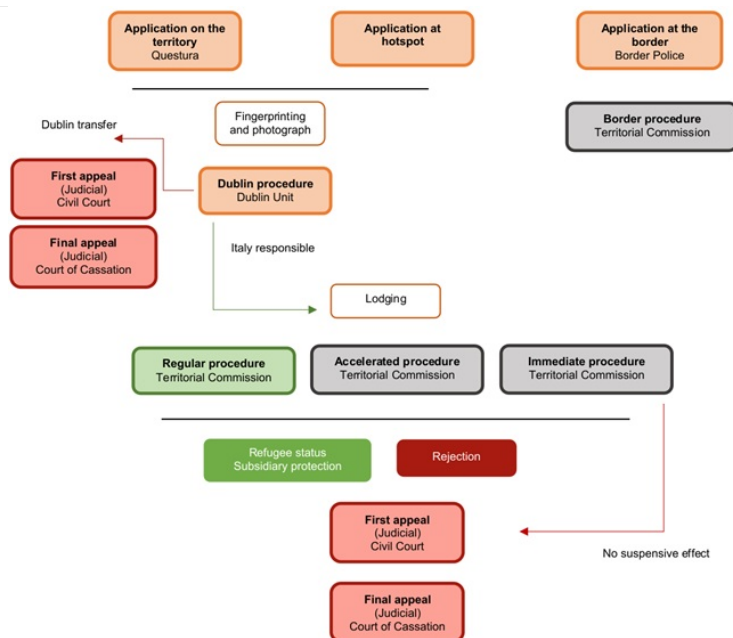 Application on the
territory
Questura
Application at
hotspot
Application at the
border
Border Police
Fingerprinting
and photograph
Border procedure
Territorial Commission
Dublin transfer
First appeal
(Judicial)
Civil Court
Dublin procedure
Dublin Unit
Final appeal
(Judicial)
Court of Cassation
Italy responsible
Lodging
Regular procedure
Territorial Commission
Accelerated procedure
Territorial Commission
Immediate procedure
Territorial Commission
Refugee status
Subsidiary protection
Rejection
First appeal
(Judicial)
Civil Court
No suspensive effect
Final appeal
(Judicial)
Court of Cassation